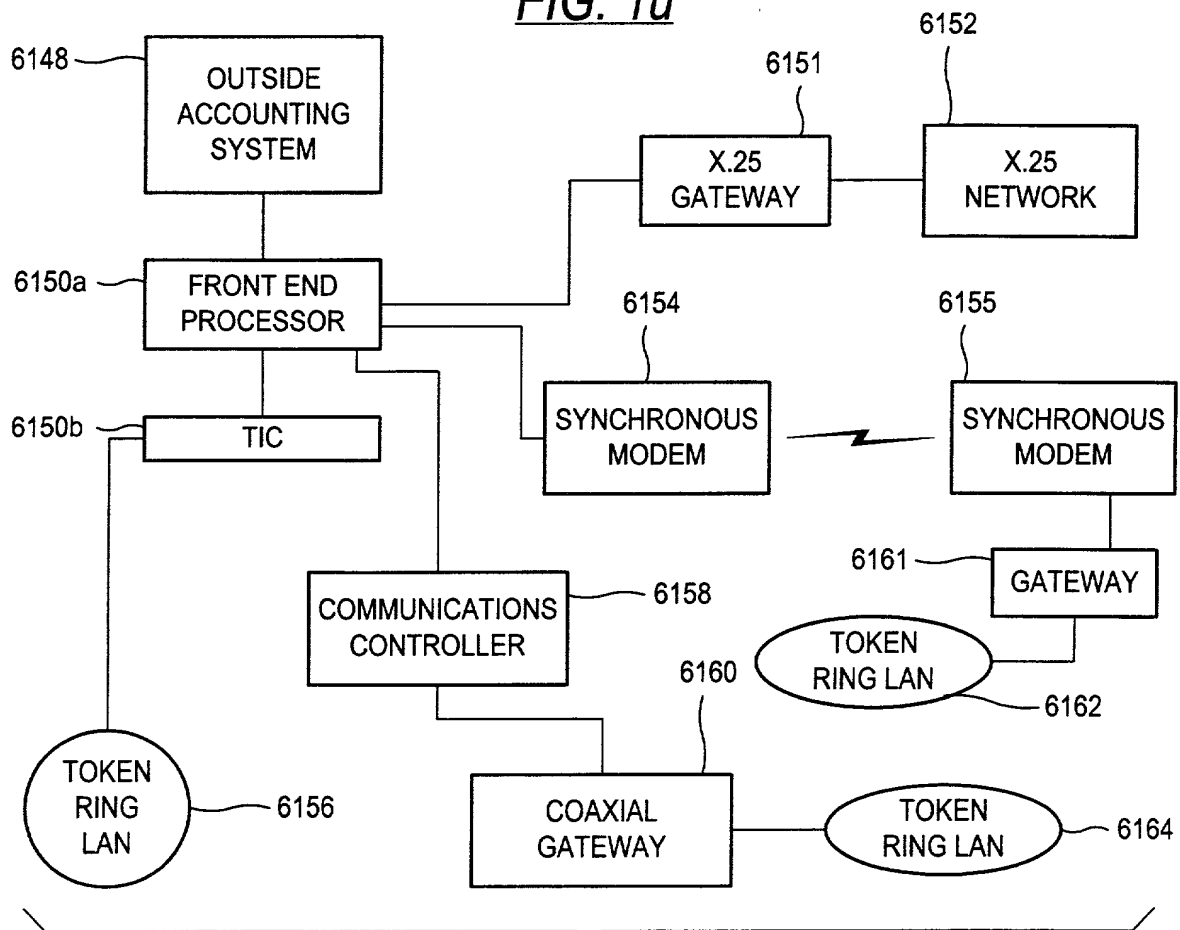 FIG. 1u
6148
OUTSIDE
ACCOUNTING
SYSTEM
6151
6152
X.25
GATEWAY
X.25
NETWORK
6150a
FRONT END
PROCESSOR
6154
6155
6150b
TIC
SYNCHRONOUS
MODEM
SYNCHRONOUS
MODEM
6161
GATEWAY
COMMUNICATIONS
CONTROLLER
6158
TOKEN
RING LAN
6162
6160
TOKEN
RING
LAN
6156
COAXIAL
GATEWAY
TOKEN
RING LAN
6164